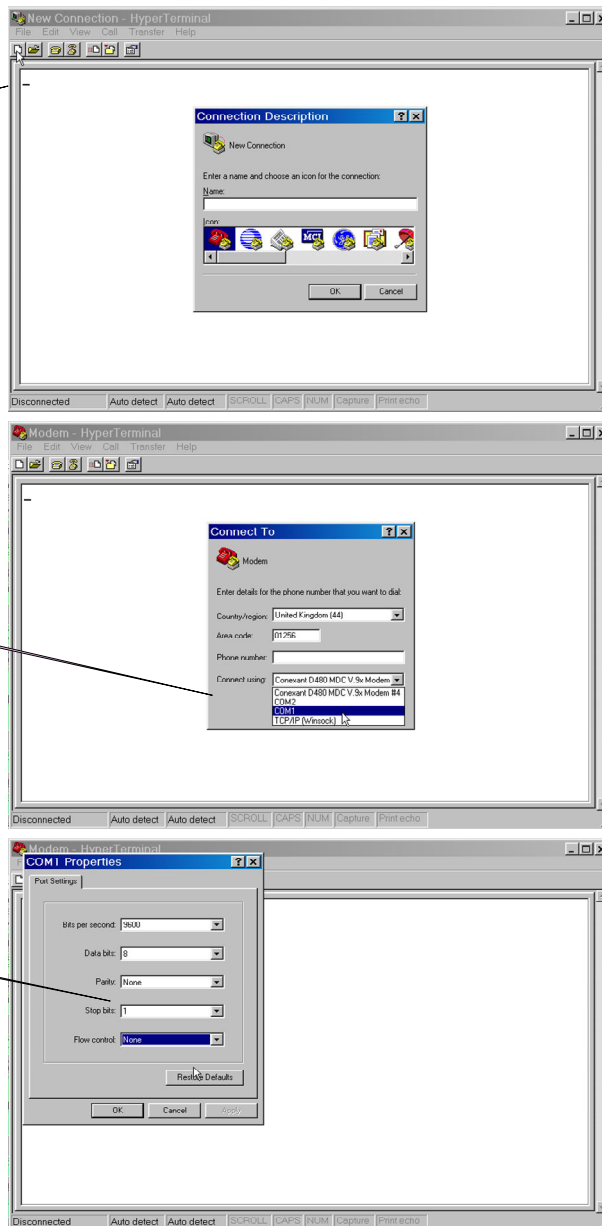 New Connection - HyperTerminal
File Edit View Call Transfer Help
Connection Description
New Connection
Enter a name and choose an icon for the connection:
Name:
Icon:
MCI
OK Cancel
Disconnected Auto detect Auto detect SCROLL CAPS NUM Capture Print echo
Modem - HyperTerminal
File Edit View Call Transfer Help
Connect To
Modem
Enter details for the phone number that you want to dial:
Country/region: United Kingdom (44)
Area code: 01256
Phone number:
Connect using: Conexant D480 MDC V.9x Modem
Conexant D480 MDC V.9x Modem #4
COM2
COM1
TCP/IP (Winsock)
Disconnected Auto detect Auto detect SCROLL CAPS NUM Capture Print echo
Modem - HyperTerminal
COM1 Properties
Port Settings
Bits per second: 9600
Data bits: 8
Parity: None
Stop bits: 1
Flow control: None
Restore Defaults
OK Cancel Apply
Disconnected Auto detect Auto detect SCROLL CAPS NUM Capture Print echo